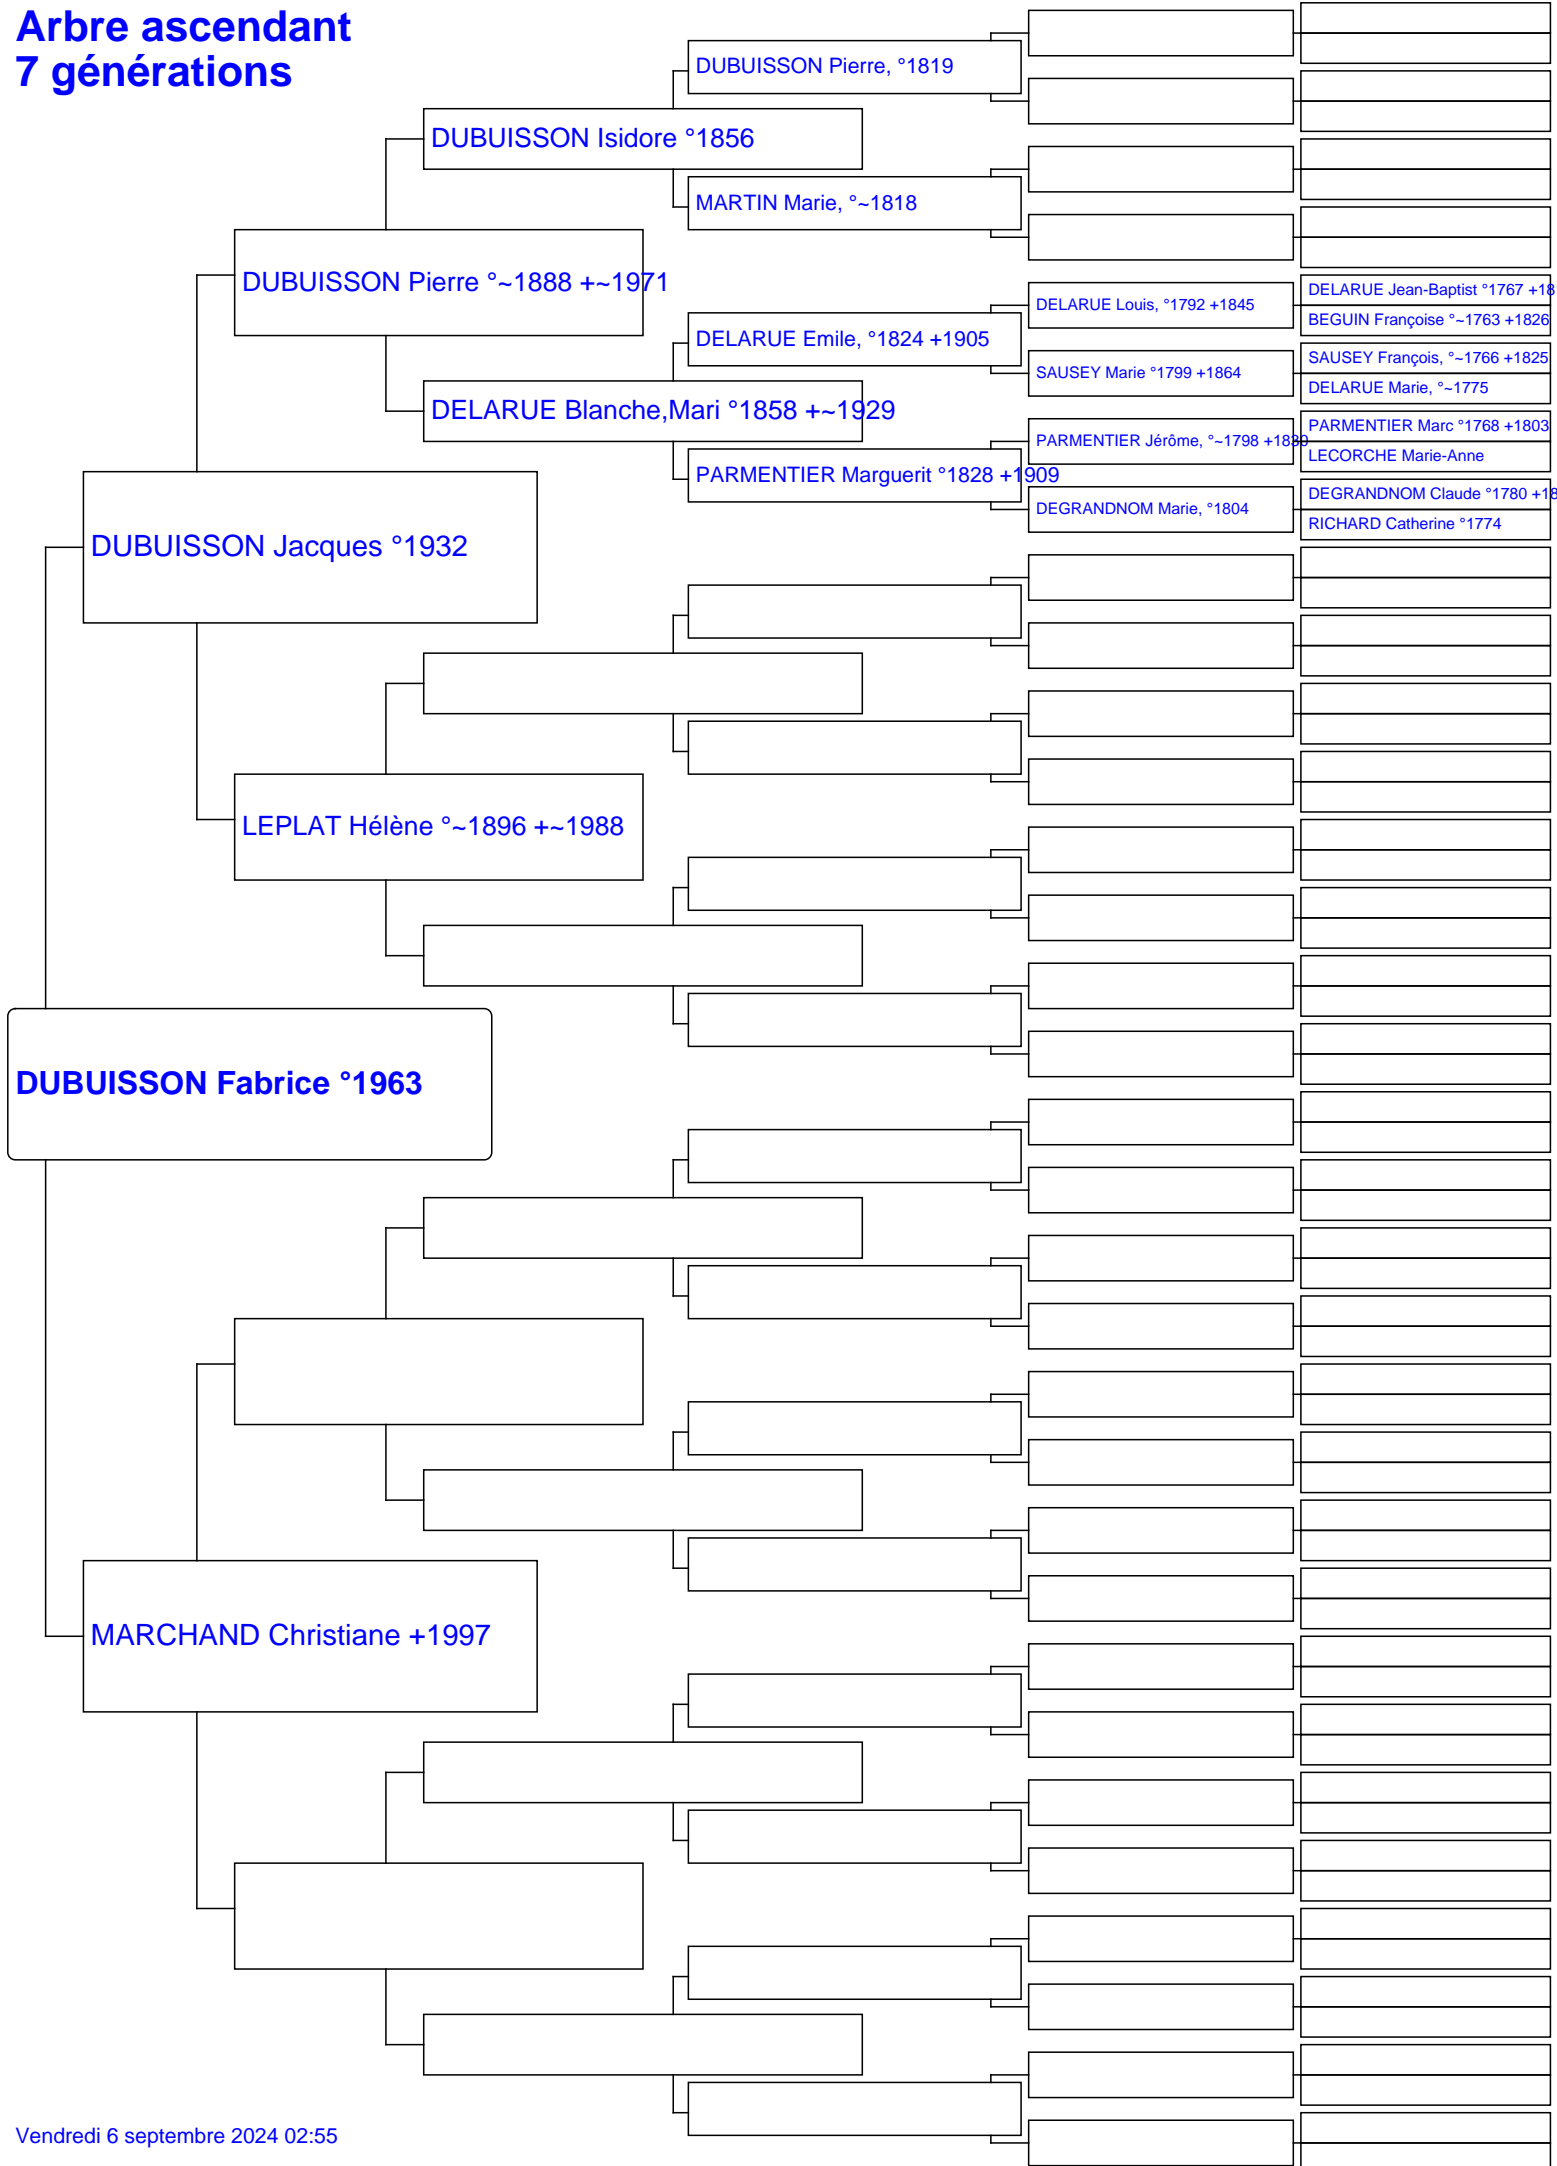 Arbre ascendant
7 générations
DUBUISSON Pierre, °1819
DUBUISSON Isidore °1856
MARTIN Marie, °~1818
DUBUISSON Pierre °~1888 +~1971
DELARUE Jean-Baptist °1767 +18
DELARUE Louis, °1792 +1845
BEGUIN Françoise °~1763 +1826
DELARUE Emile, °1824 +1905
SAUSEY François, °~1766 +1825
SAUSEY Marie °1799 +1864
DELARUE Marie, °~1775
DELARUE Blanche,Mari °1858 +~1929
PARMENTIER Marc °1768 +1803
PARMENTIER Jérôme, °~1798 +1830
LECORCHE Marie-Anne
PARMENTIER Marguerit °1828 +1909
DEGRANDNOM Claude °1780 +18
DEGRANDNOM Marie, °1804
RICHARD Catherine °1774
DUBUISSON Jacques °1932
LEPLAT Hélène °~1896 +~1988
DUBUISSON Fabrice °1963
MARCHAND Christiane +1997
Vendredi 6 septembre 2024 02:55